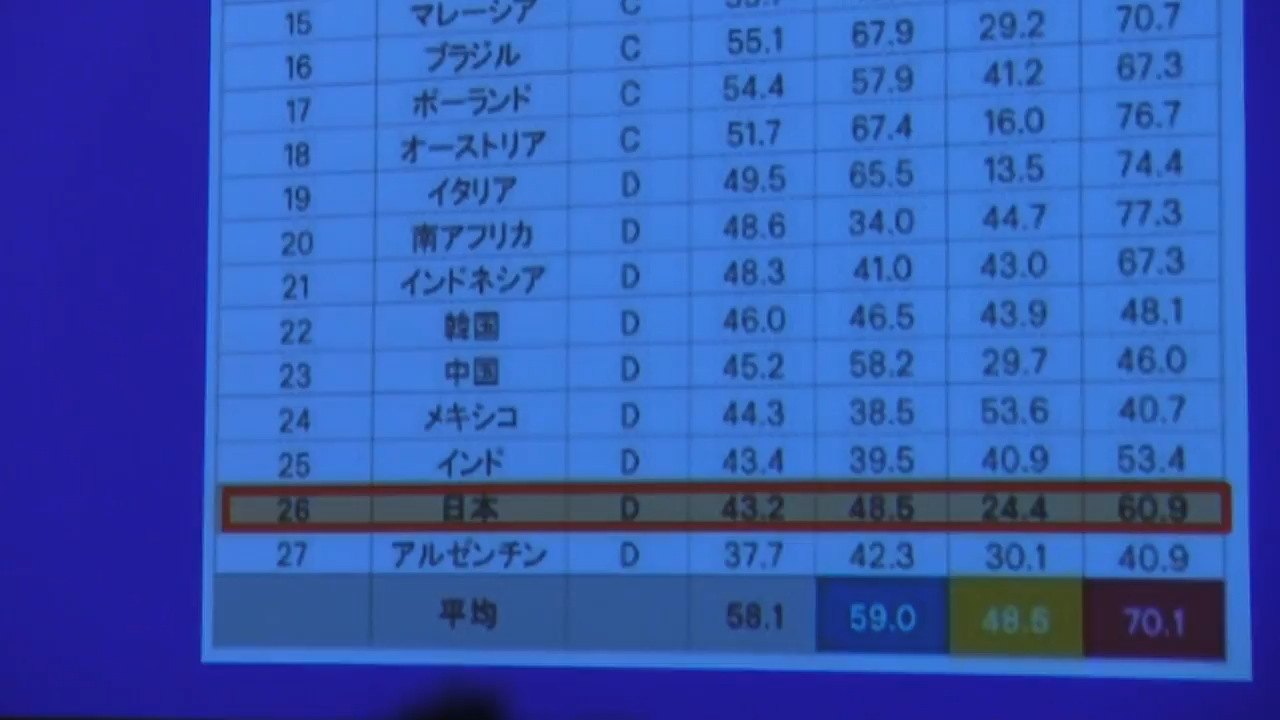 15 マレーシア C
16 ブラジル C 55.1 67.9 29.2 70.7
17 ポーランド C 54.4 57.9 41.2 67.3
18 オーストリア C 51.7 67.4 16.0 76.7
19 イタリア D 49.5 65.5 13.5 74.4
20 南アフリカ D 48.6 34.0 44.7 77.3
21 インドネシア D 48.3 41.0 43.0 67.3
22 韓国 D 46.0 46.5 43.9 48.1
23 中国 D 45.2 58.2 29.7 46.0
24 メキシコ D 44.3 38.5 53.6 40.7
25 インド D 43.4 39.5 40.9 53.4
26 日本 D 43.2 48.5 24.4 60.9
27 アルゼンチン D 37.7 42.3 30.1 40.9
平均 58.1 59.0 48.5 70.1